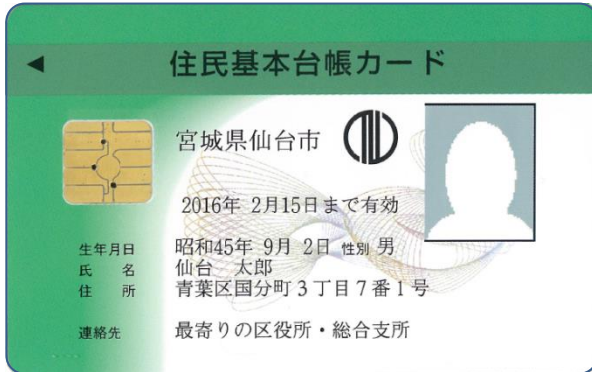 ◀ 住民基本台帳カード
宮城県仙台市
2016年 2月15日まで有効
生年月日 昭和45年 9月 2日 性別 男
氏 名 仙台 太郎
住 所 青葉区国分町3丁目7番1号
連絡先 最寄りの区役所・総合支所